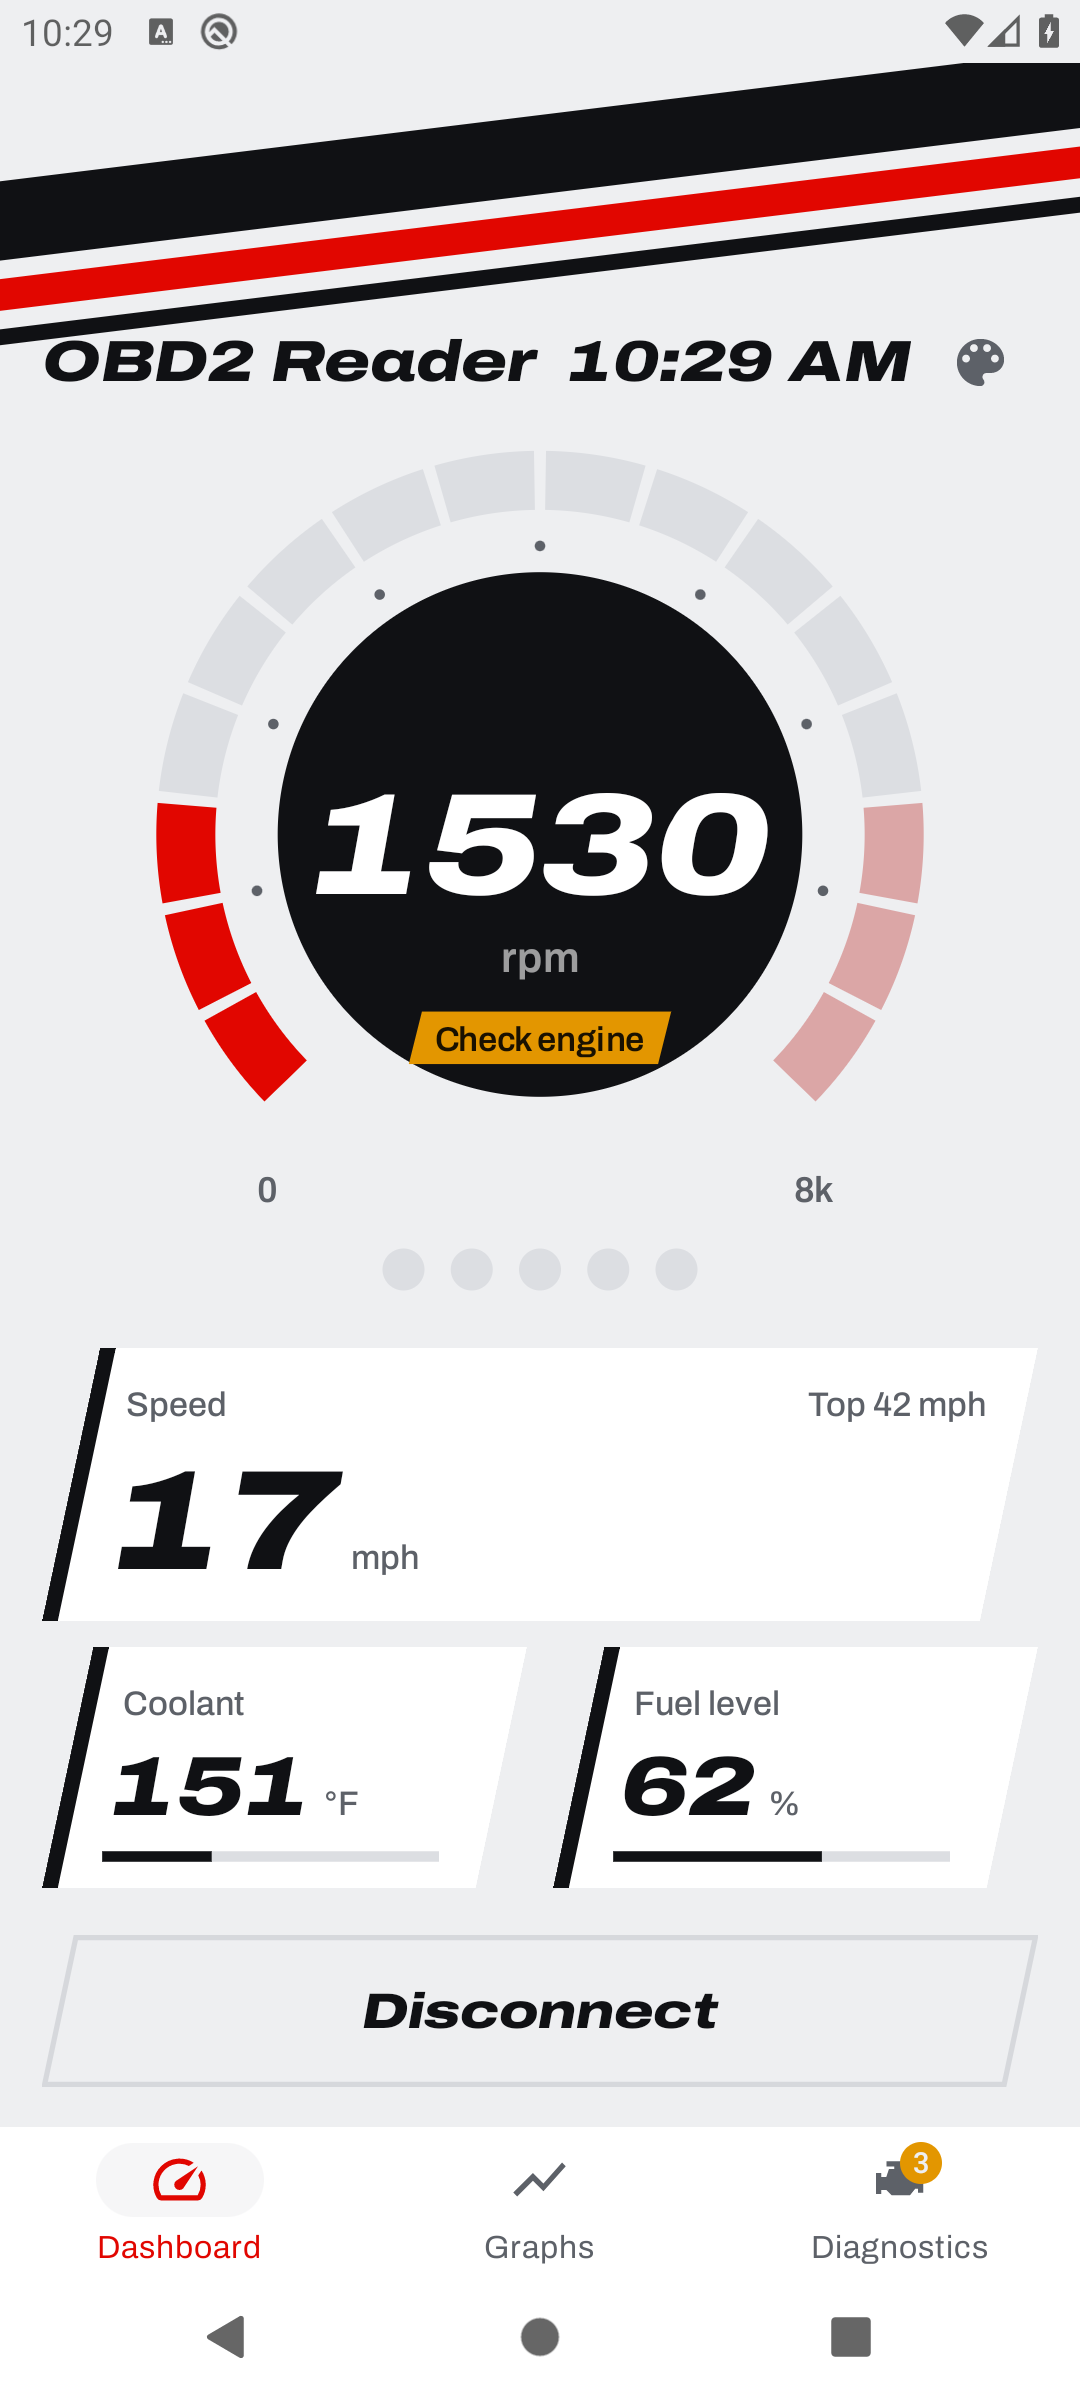 10:29
OBD2 Reader 10:29 AM
1530
rpm
Check engine
0 8k
Speed Top 42 mph
17 mph
Coolant
151 °F
Fuel level
62 %
Disconnect
3
Dashboard Graphs Diagnostics